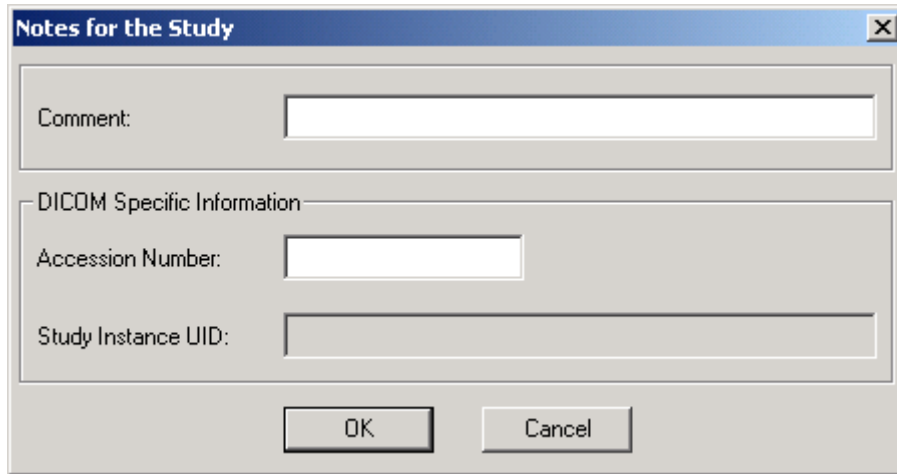 Notes for the Study
Comment:
DICOM Specific Information
Accession Number:
Study Instance UID:
OK
Cancel